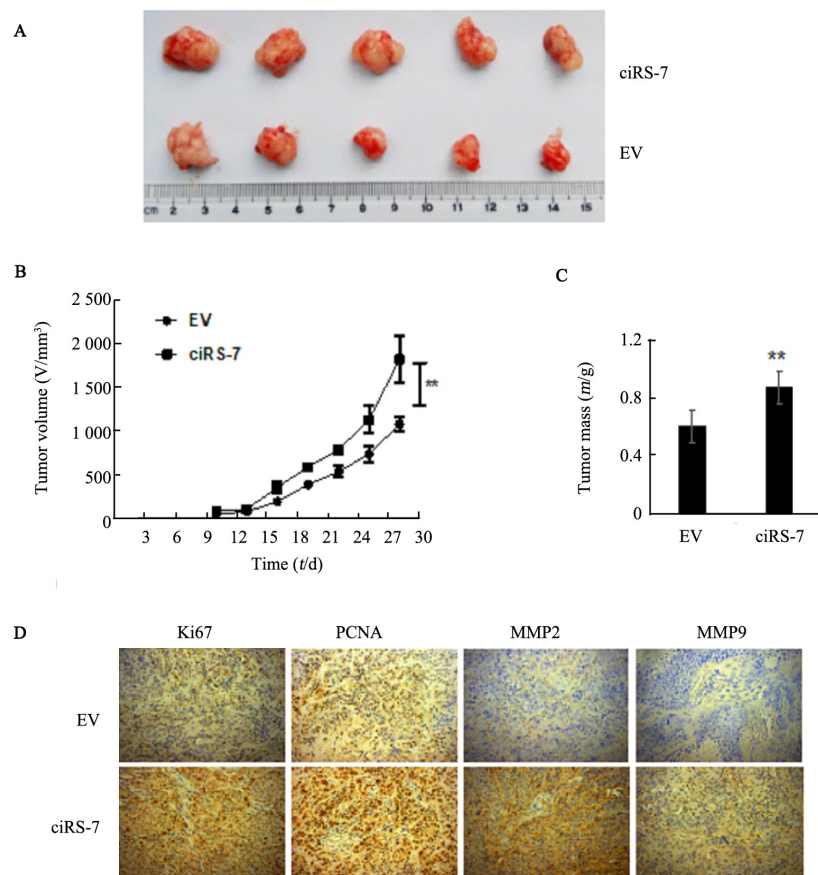 A
ciRS-7
EV
cm 2 3 4 5 6 7 8 9 10 11 12 13 14 15
B
Tumor volume (V/mm³)
2 500
2 000
1 500
1 000
500
0
EV
ciRS-7
**
3 6 9 12 15 18 21 24 27 30
Time (t/d)
C
Tumor mass (m/g)
1.2
0.8
0.4
0
**
EV ciRS-7
D
Ki67 PCNA MMP2 MMP9
EV
ciRS-7